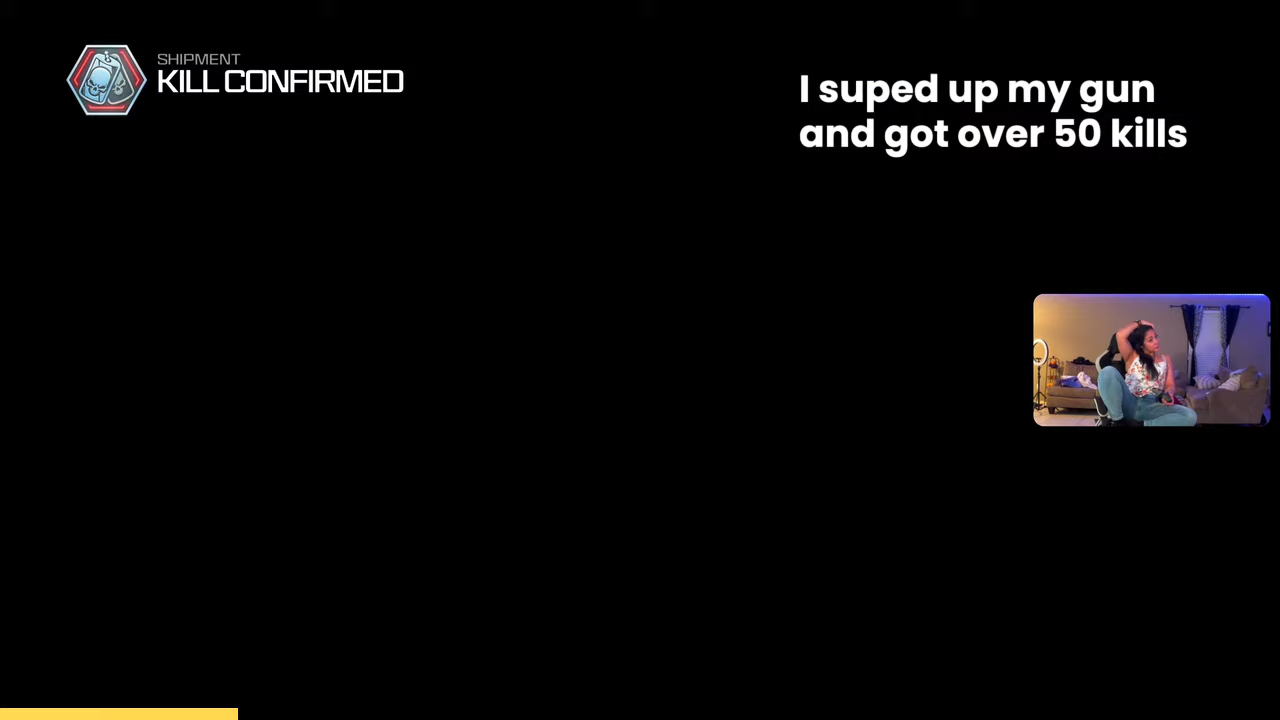 SHIPMENT
KILL CONFIRMED
I suped up my gun
and got over 50 kills